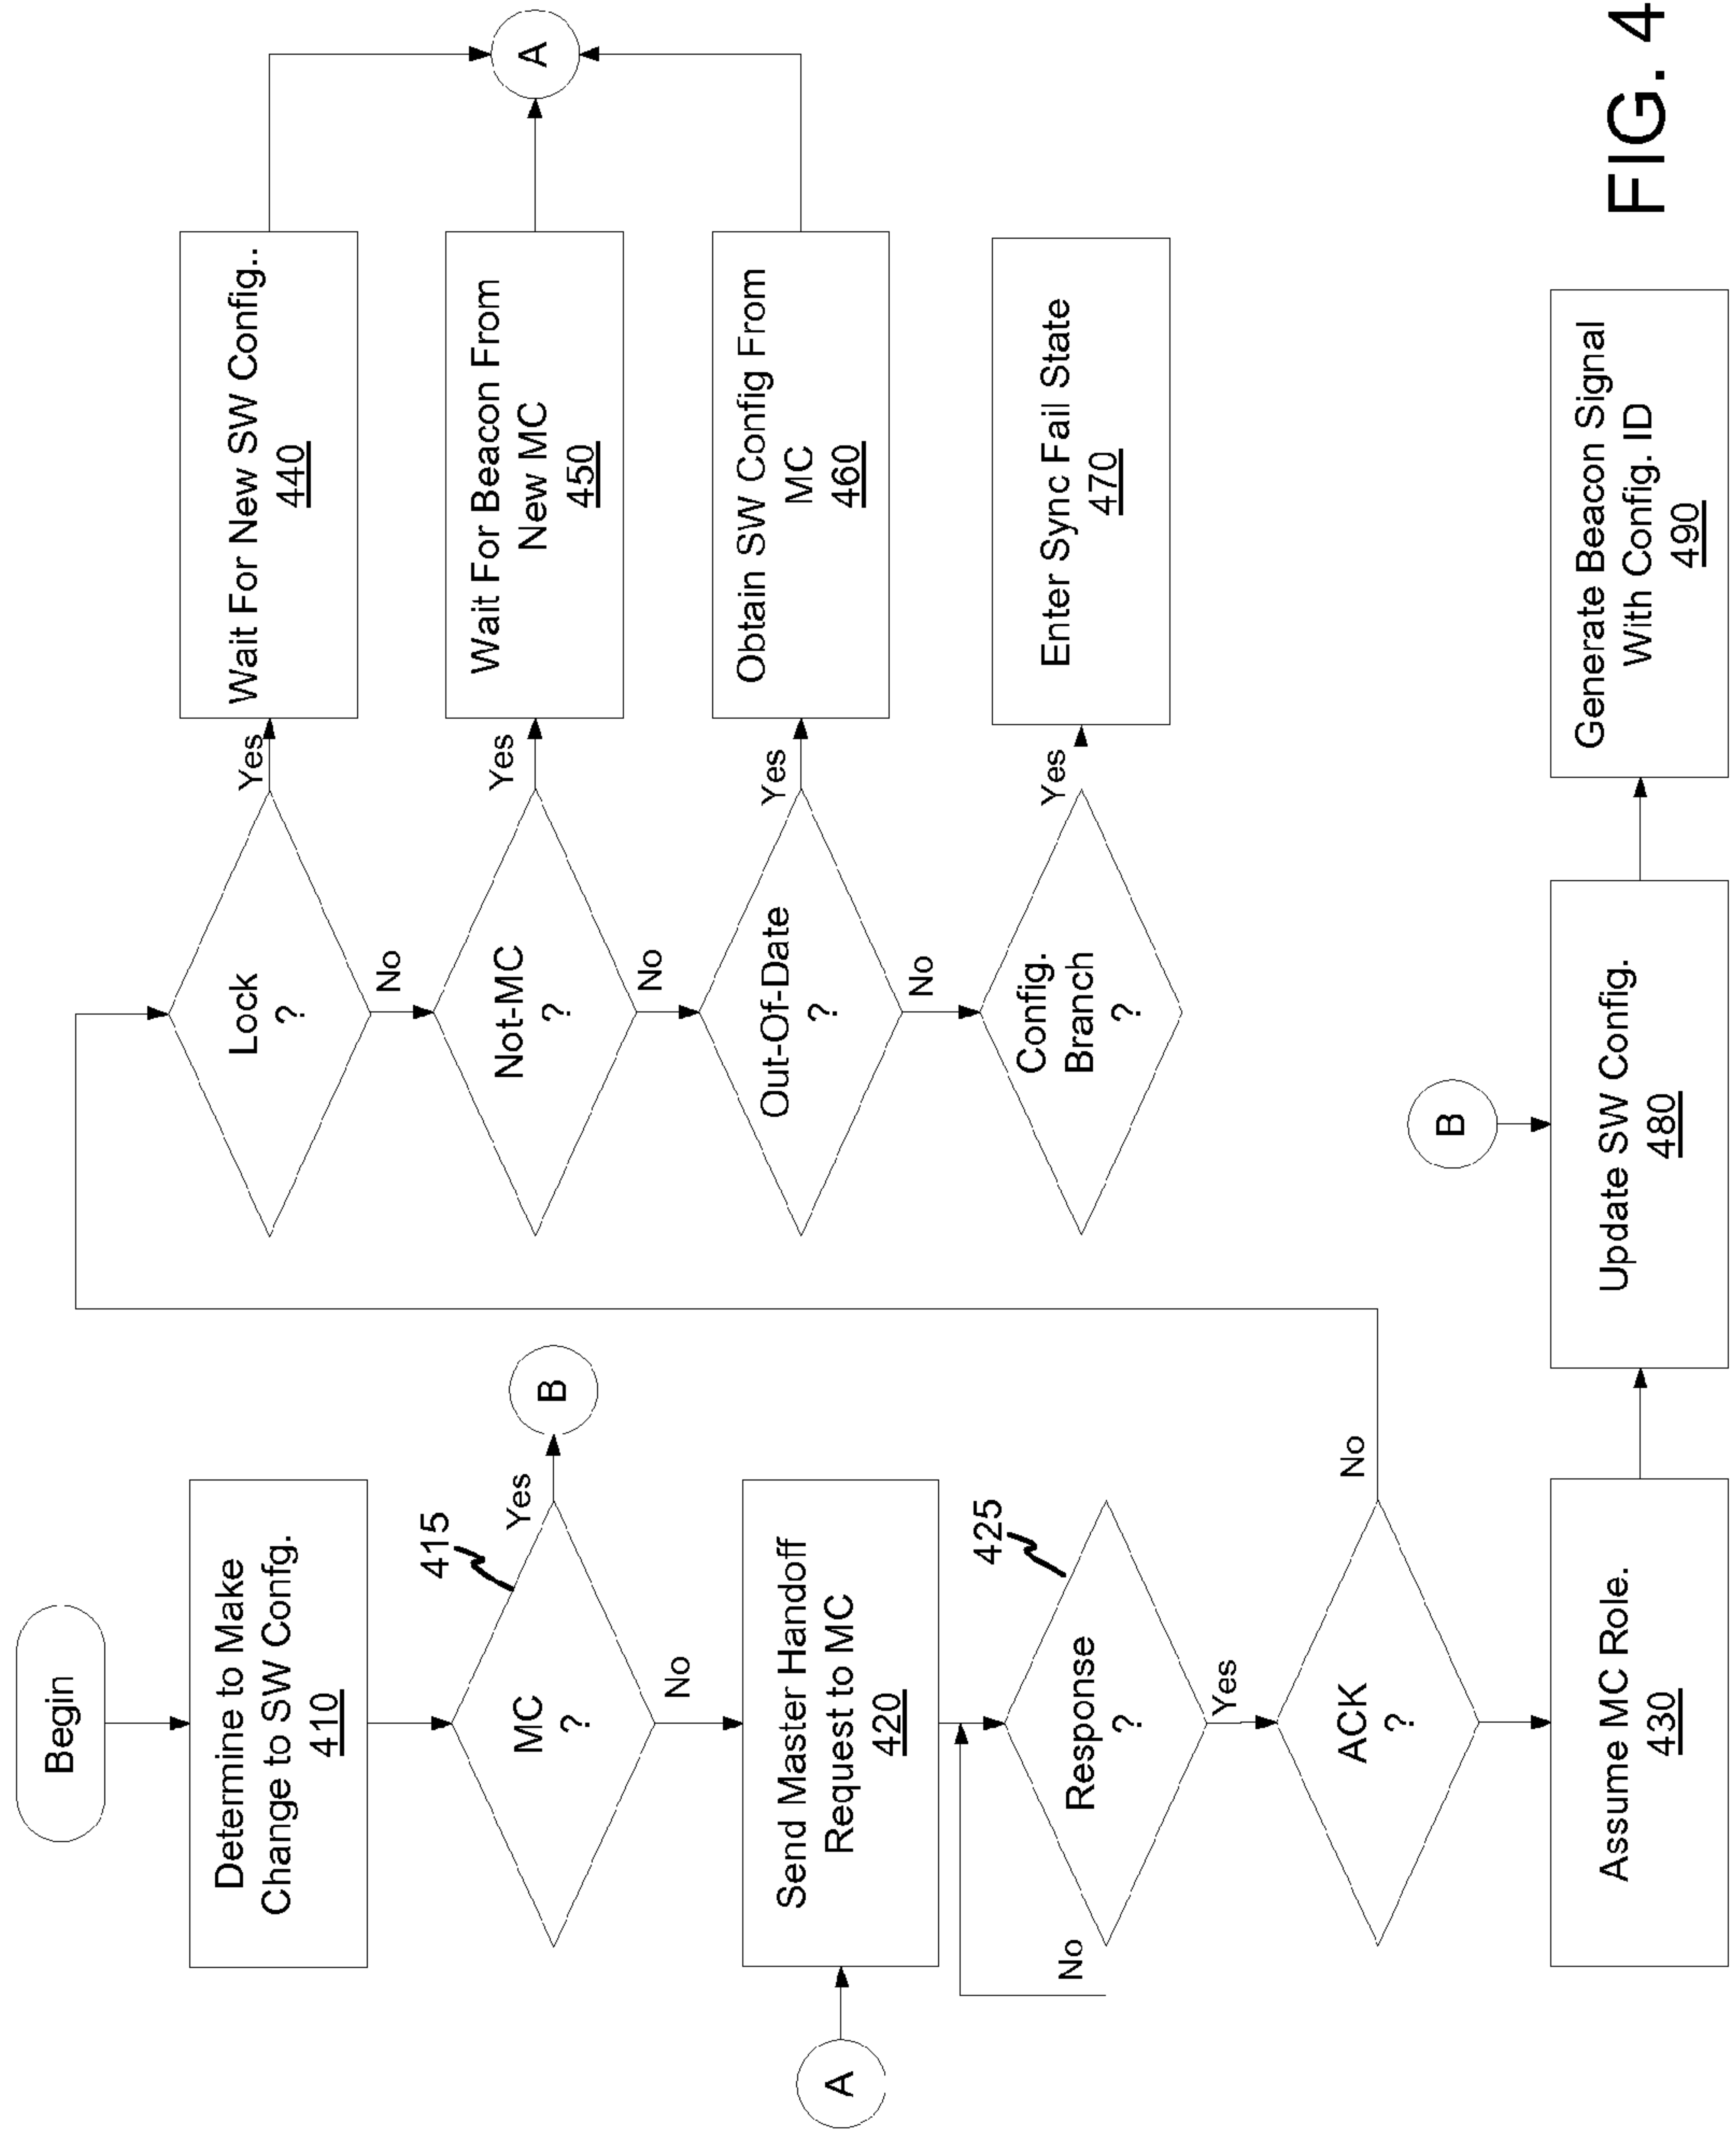 Begin
Determine to Make
Change to SW Confg.
410
415
MC
?
Yes
B
No
A
Send Master Handoff
Request to MC
420
425
Response
?
No
Yes
ACK
?
No
Assume MC Role.
430
Lock
?
Yes
Wait For New SW Config..
440
No
Not-MC
?
Yes
Wait For Beacon From
New MC
450
A
No
Out-Of-Date
?
Yes
Obtain SW Config From
MC
460
No
Config.
Branch
?
Yes
Enter Sync Fail State
470
B
Update SW Config.
480
Generate Beacon Signal
With Config. ID
490
FIG. 4